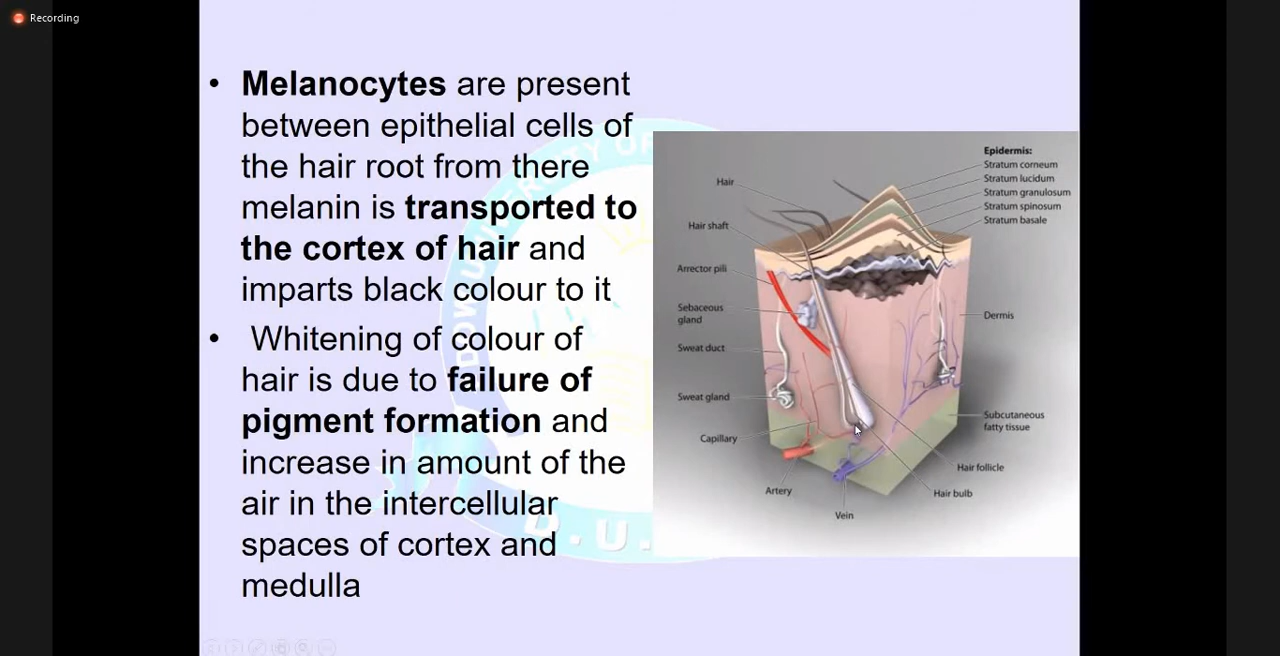 Recording
• Melanocytes are present
between epithelial cells of
the hair root from there
melanin is transported to
the cortex of hair and
imparts black colour to it
• Whitening of colour of
hair is due to failure of
pigment formation and
increase in amount of the
air in the intercellular
spaces of cortex and
medulla
Epidermis:
Stratum corneum
Stratum lucidum
Stratum granulosum
Stratum spinosum
Stratum basale
Hair
Hair shaft
Arrector pili
Sebaceous
gland
Sweat duct
Sweat gland
Capillary
Artery
Vein
Dermis
Subcutaneous
fatty tissue
Hair follicle
Hair bulb
DOW UNIVERSITY OF
D.U.